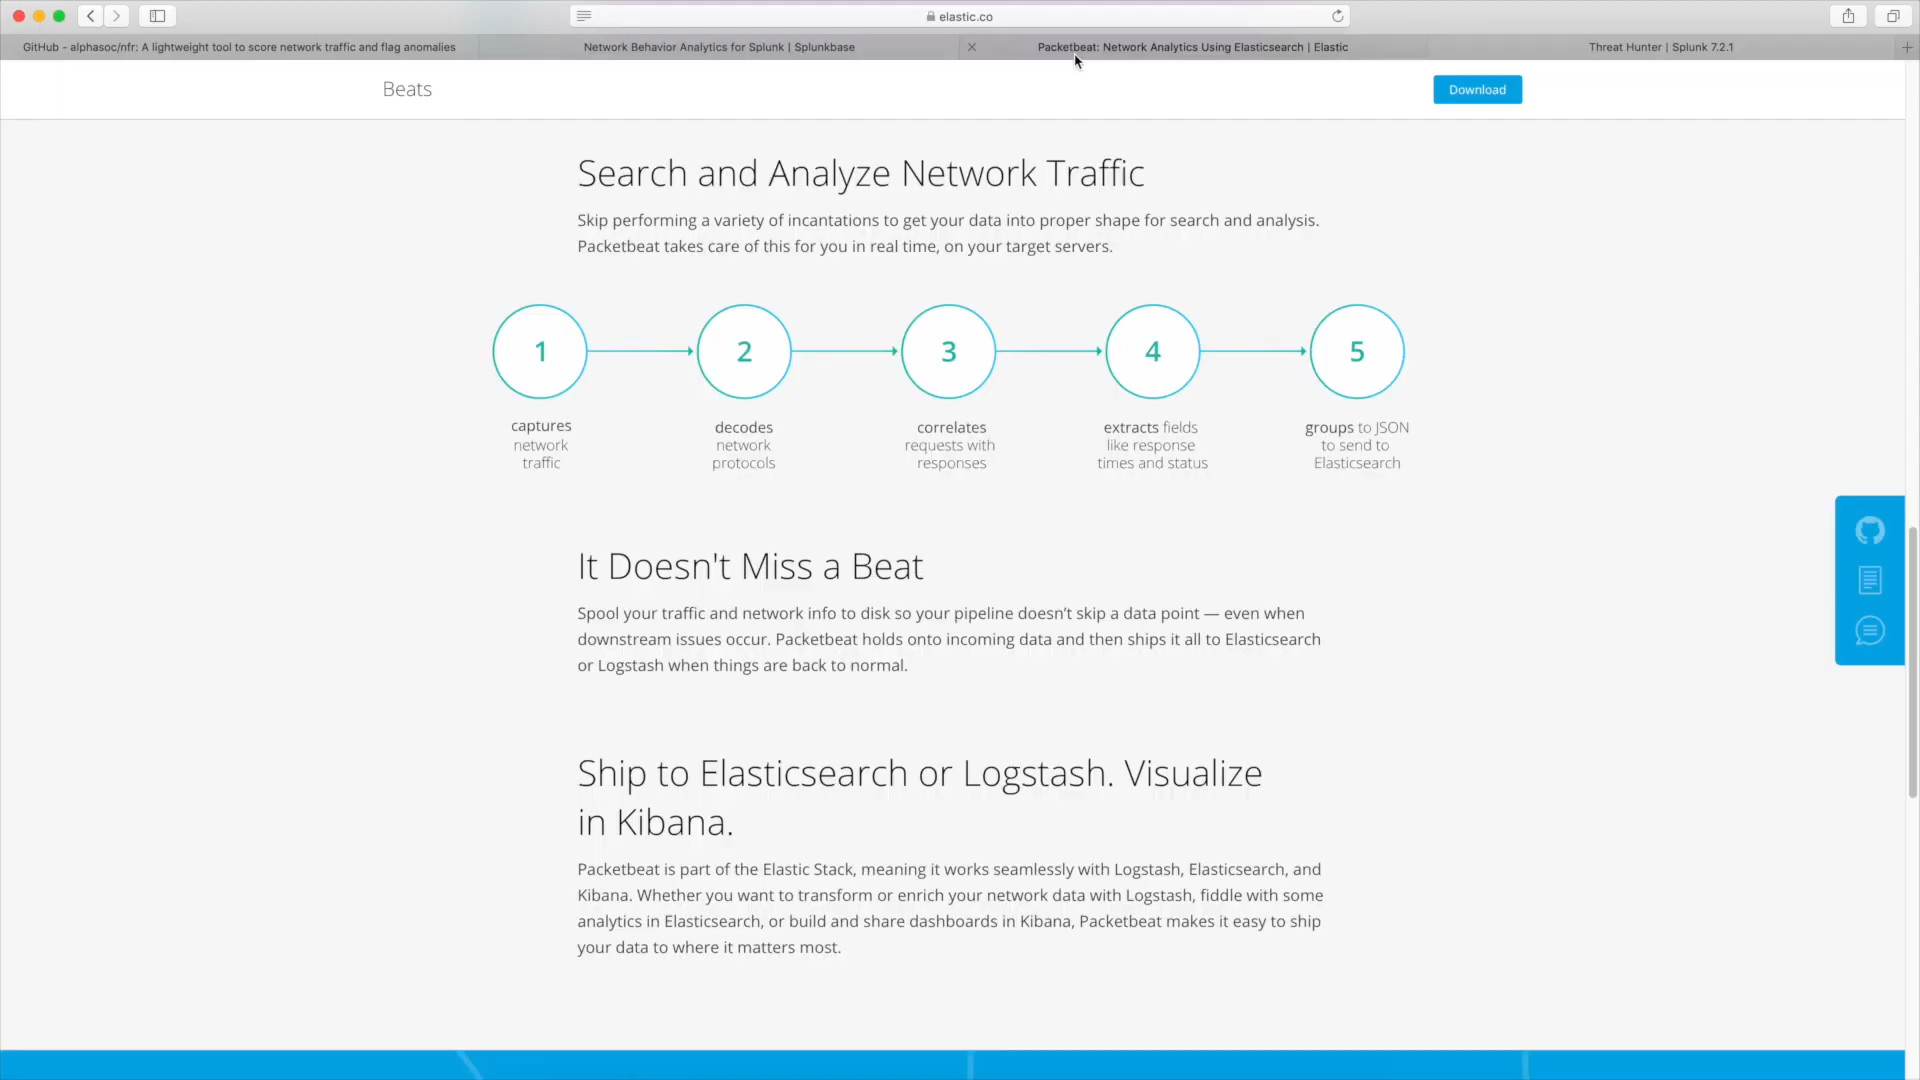 elastic.co
GitHub - alphasoc/nfr: A lightweight tool to score network traffic and flag anomalies
Network Behavior Analytics for Splunk | Splunkbase
Packetbeat: Network Analytics Using Elasticsearch | Elastic
Threat Hunter | Splunk 7.2.1
Beats
Download
Search and Analyze Network Traffic
Skip performing a variety of incantations to get your data into proper shape for search and analysis.
Packetbeat takes care of this for you in real time, on your target servers.
1
2
3
4
5
captures
network
traffic
decodes
network
protocols
correlates
requests with
responses
extracts fields
like response
times and status
groups to JSON
to send to
Elasticsearch
It Doesn't Miss a Beat
Spool your traffic and network info to disk so your pipeline doesn’t skip a data point — even when
downstream issues occur. Packetbeat holds onto incoming data and then ships it all to Elasticsearch
or Logstash when things are back to normal.
Ship to Elasticsearch or Logstash. Visualize
in Kibana.
Packetbeat is part of the Elastic Stack, meaning it works seamlessly with Logstash, Elasticsearch, and
Kibana. Whether you want to transform or enrich your network data with Logstash, fiddle with some
analytics in Elasticsearch, or build and share dashboards in Kibana, Packetbeat makes it easy to ship
your data to where it matters most.